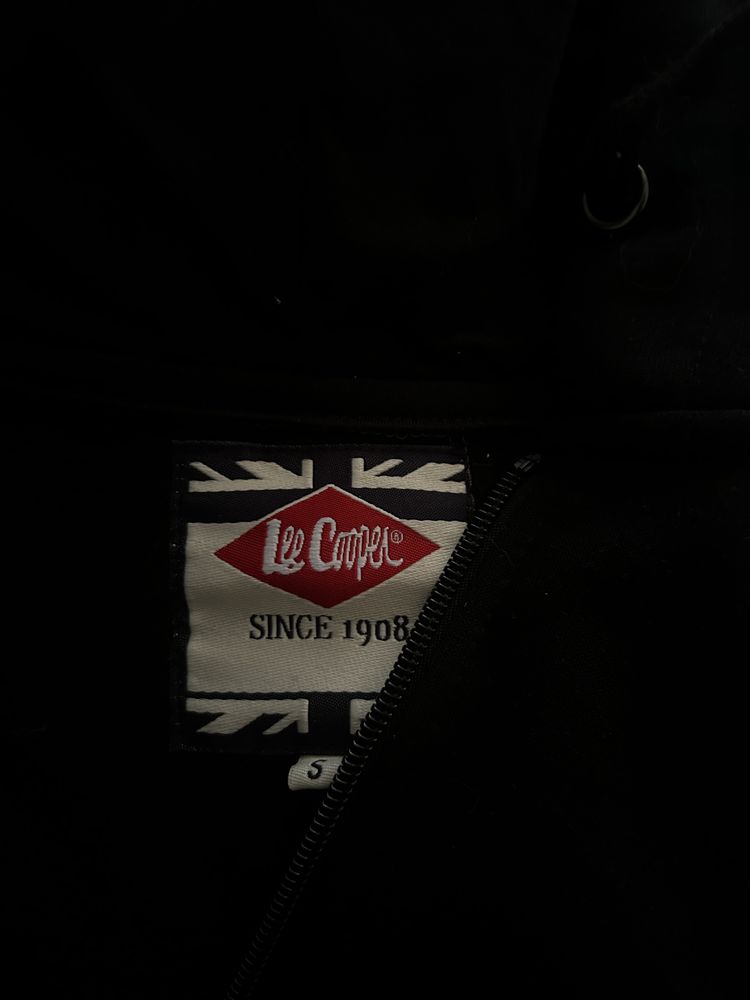 Lee Cooper®
SINCE 1908
S